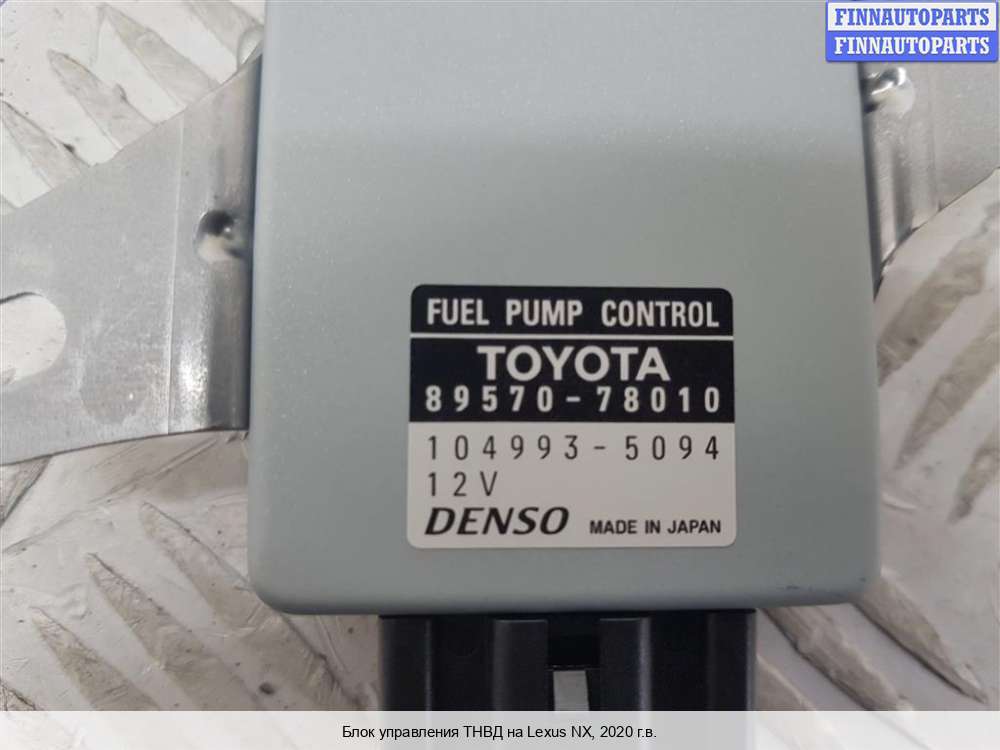 FINNAUTOPARTS
FINNAUTOPARTS
FUEL PUMP CONTROL
TOYOTA
89570-78010
104993-5094
12V
DENSO MADE IN JAPAN
Блок управления ТНВД на Lexus NX, 2020 г.в.